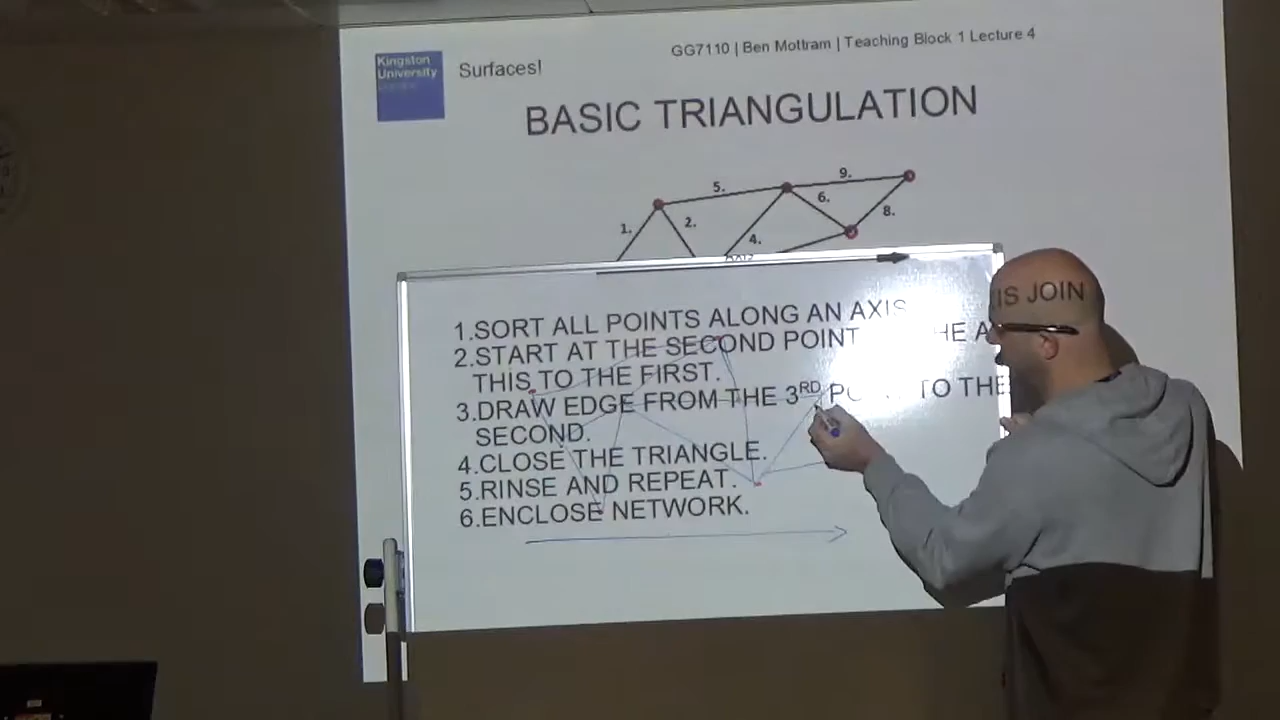 Kingston
University
Surfaces!
GG7110 | Ben Mottram | Teaching Block 1 Lecture 4
BASIC TRIANGULATION
5.
9.
1.
2.
6.
8.
4.
1.SORT ALL POINTS ALONG AN AXIS
2.START AT THE SECOND POINT HE A IS JOIN
THIS TO THE FIRST.
3.DRAW EDGE FROM THE 3RD TO THE
SECOND.
4.CLOSE THE TRIANGLE.
5.RINSE AND REPEAT.
6.ENCLOSE NETWORK.